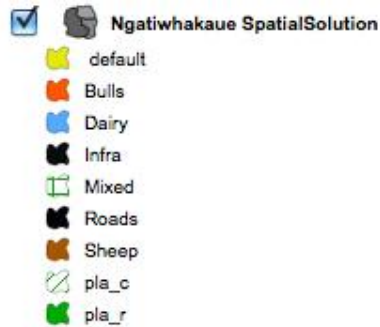 Ngatiwhakaue SpatialSolution
default
Bulls
Dairy
Infra
Mixed
Roads
Sheep
pla_c
pla_r